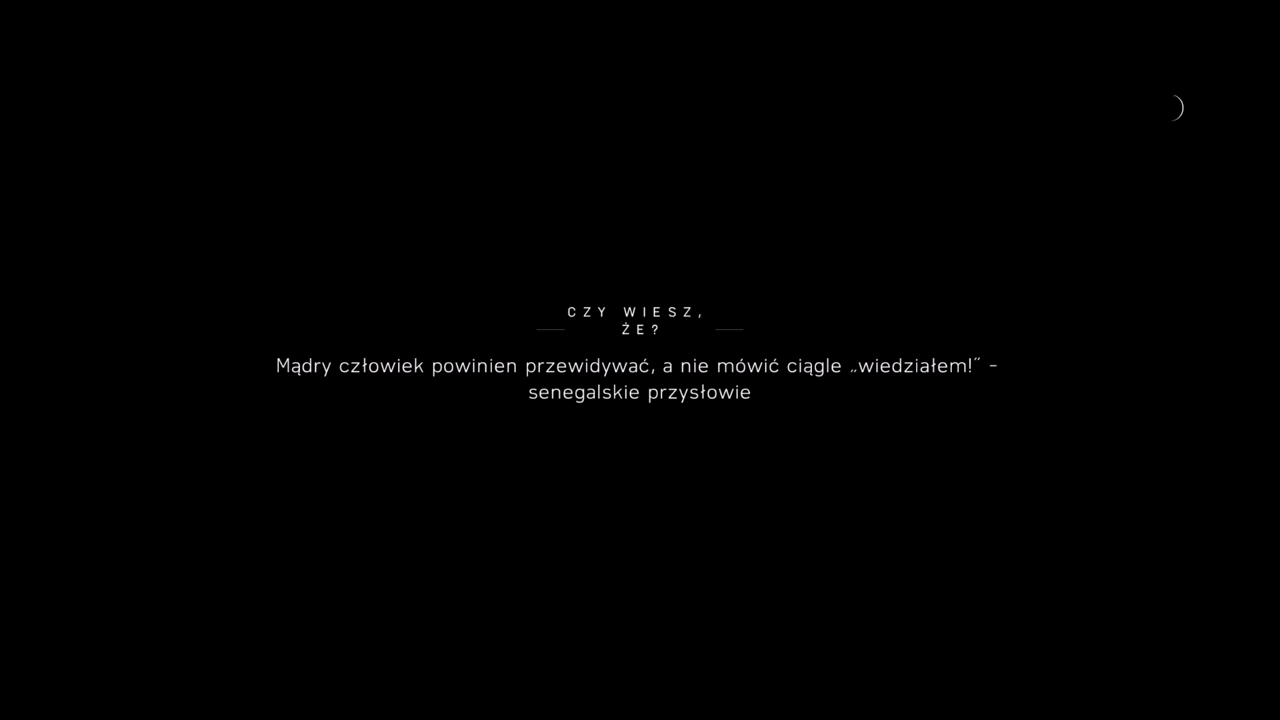 CZY WIESZ,
ŻE?
Mądry człowiek powinien przewidywać, a nie mówić ciągle „wiedziałem!” -
senegalskie przysłowie